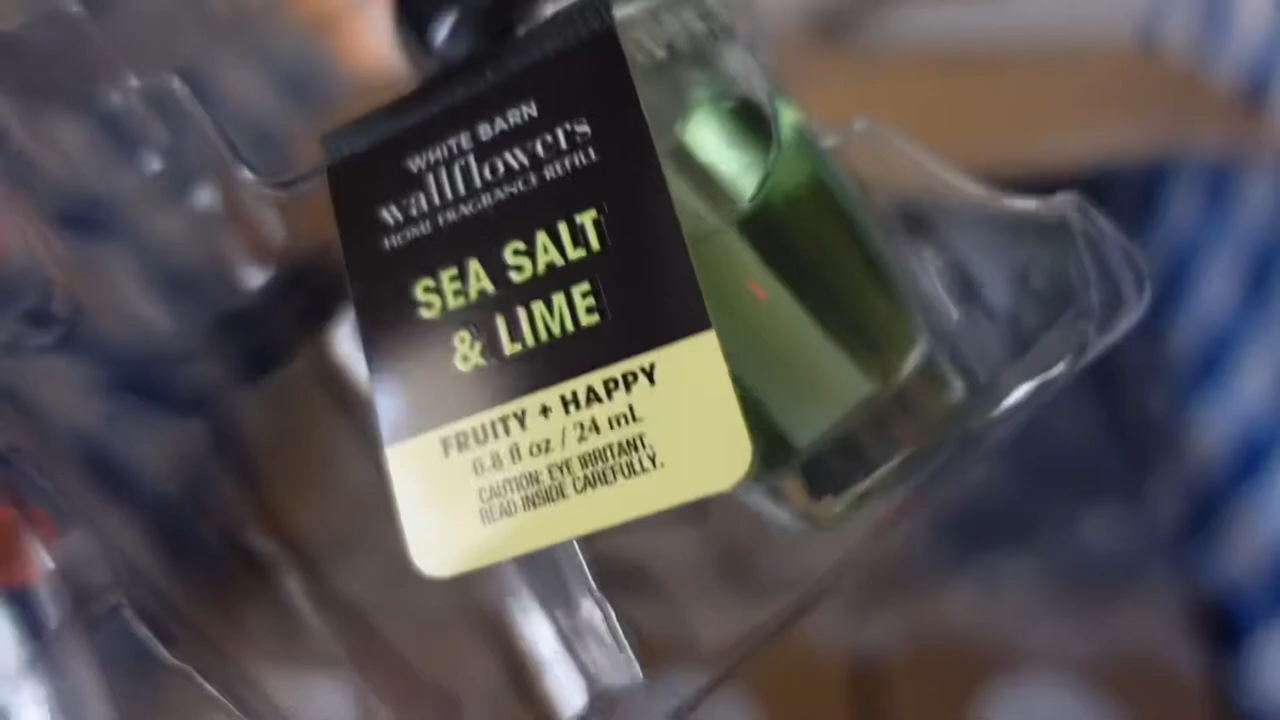 WHITE BARN
wallflowers
HOME FRAGRANCE REFILL
SEA SALT
& LIME
FRUITY + HAPPY
0.8 fl oz / 24 mL
CAUTION: EYE IRRITANT.
READ INSIDE CAREFULLY.